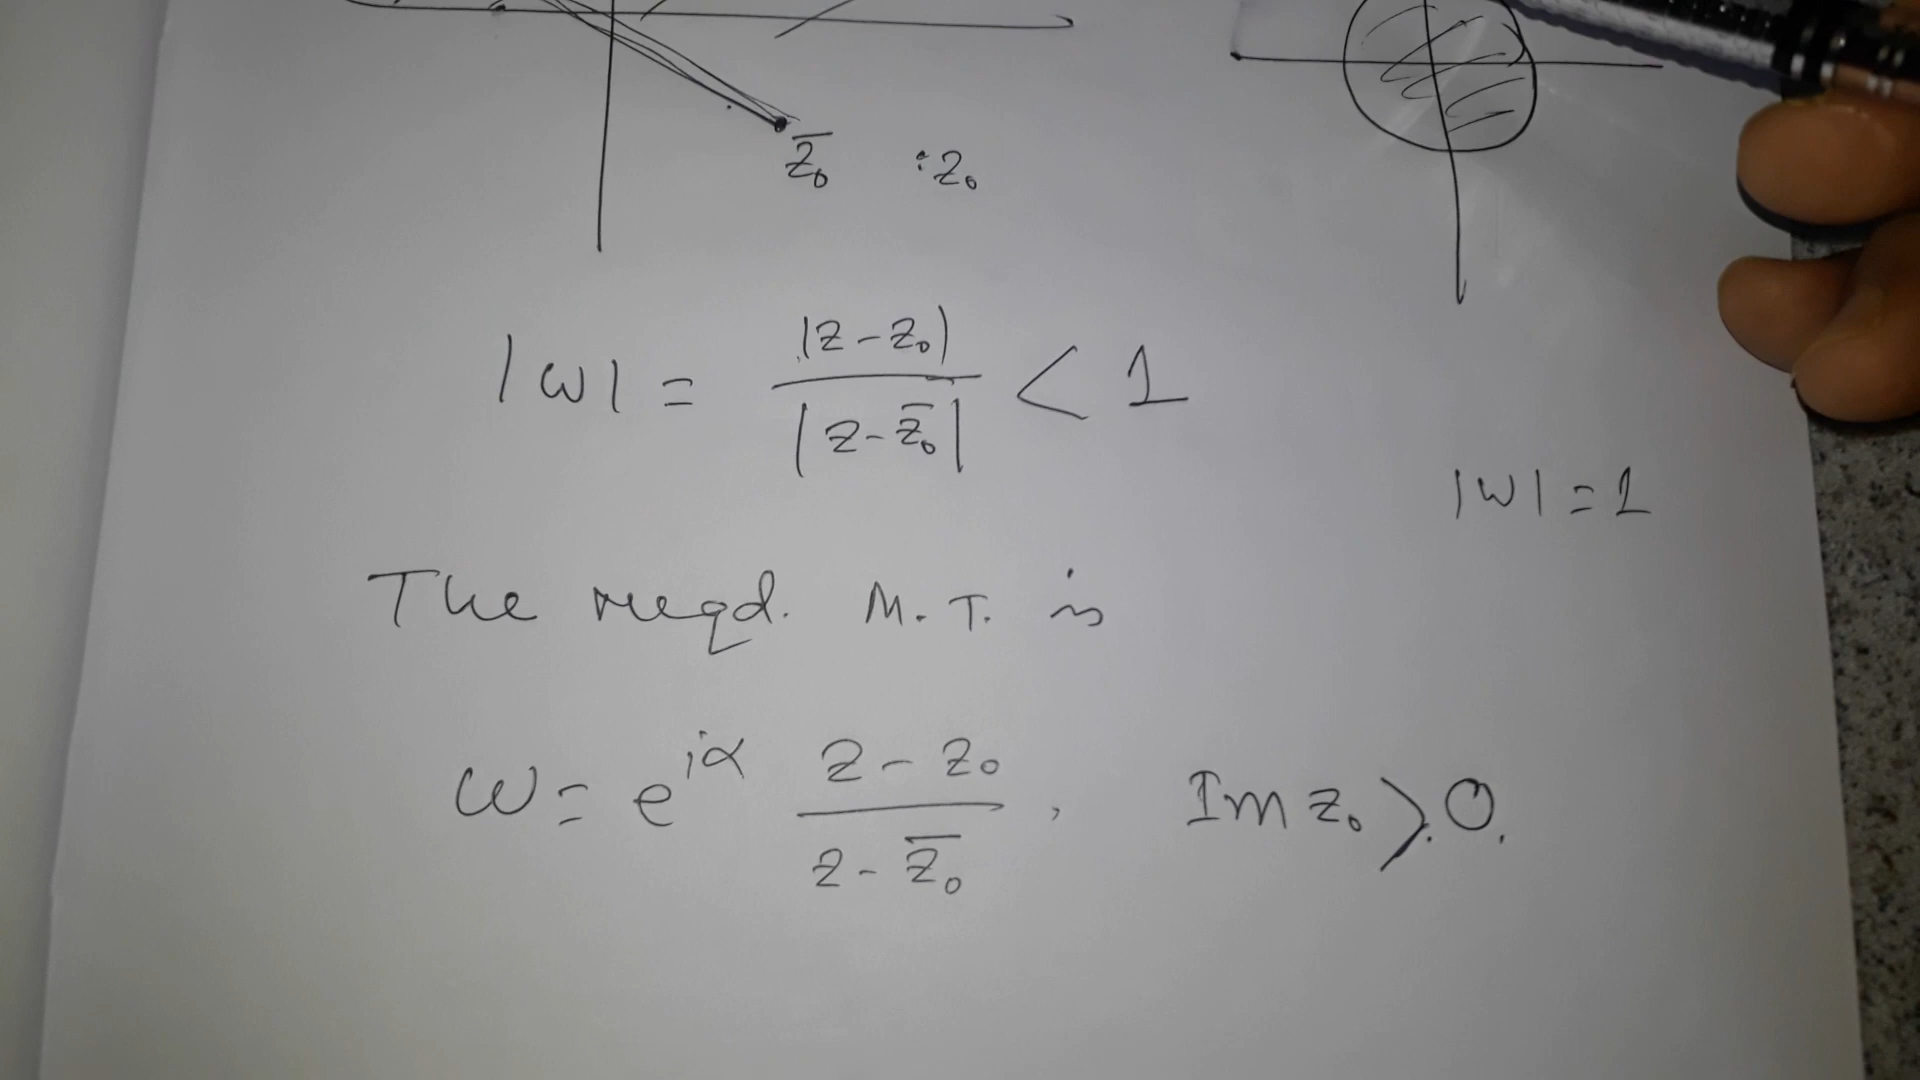 z̄₀ : z₀
|w| = |z - z₀| / |z - z̄₀| < 1
|w| = 1
The reqd. M. T. is
w = e^{iα} (z - z₀) / (z - z̄₀) , Im z₀ > 0.